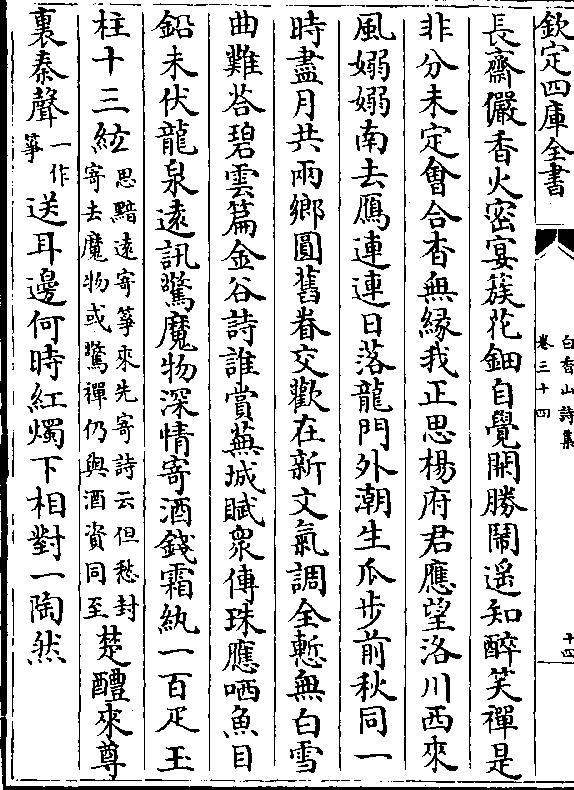 欽定四庫全書
白香山詩集
卷三十四
十四
長齋儼香火密宴蔟花鈿自覺閑勝鬧遙知醉笑禪是
非分未定會合杳無緣我正思楊府君應望洛川西來
風嫋嫋南去鴈連連日落龍門外潮生瓜步前秋同一
時盡月共兩鄉圓舊眷交歡在新文氣調全慙無白雪
曲難荅碧雲篇金谷詩誰賞蕪城賦衆傳珠應哂魚目
鉛未伏龍泉遠訊驚魔物深情寄酒錢霜紈一百疋玉
柱十三絃思黯遠寄箏來先寄詩云但愁封
寄去魔物或驚禪仍與酒資同至楚醴來尊
裏秦聲一作
箏送耳邊何時紅燭下相對一陶然